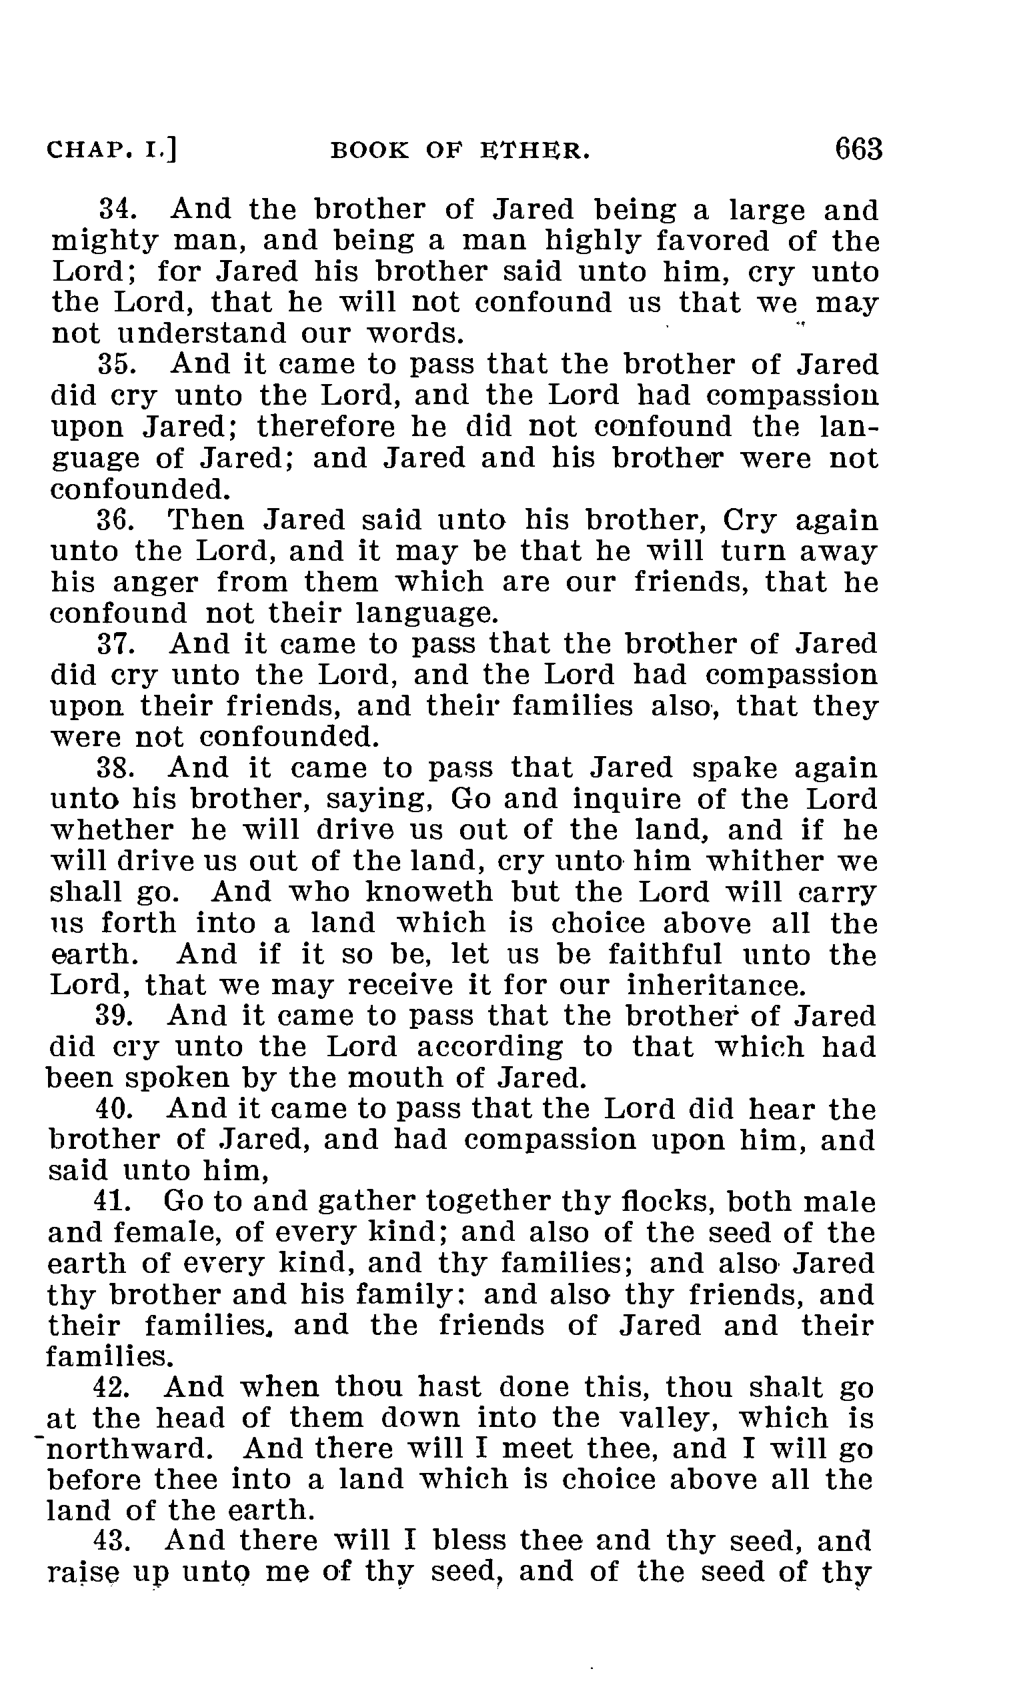 CHAP. I.] BOOK OF ETHER. 663
34. And the brother of Jared being a large and
mighty man, and being a man highly favored of the
Lord; for Jared his brother said unto him, cry unto
the Lord, that he will not confound us that we may
not understand our words.
35. And it came to pass that the brother of Jared
did cry unto the Lord, and the Lord had compassion
upon Jared; therefore he did not confound the lan-
guage of Jared; and Jared and his brother were not
confounded.
36. Then Jared said unto his brother, Cry again
unto the Lord, and it may be that he will turn away
his anger from them which are our friends, that he
confound not their language.
37. And it came to pass that the brother of Jared
did cry unto the Lord, and the Lord had compassion
upon their friends, and their families also, that they
were not confounded.
38. And it came to pass that Jared spake again
unto his brother, saying, Go and inquire of the Lord
whether he will drive us out of the land, and if he
will drive us out of the land, cry unto him whither we
shall go. And who knoweth but the Lord will carry
us forth into a land which is choice above all the
earth. And if it so be, let us be faithful unto the
Lord, that we may receive it for our inheritance.
39. And it came to pass that the brother of Jared
did cry unto the Lord according to that which had
been spoken by the mouth of Jared.
40. And it came to pass that the Lord did hear the
brother of Jared, and had compassion upon him, and
said unto him,
41. Go to and gather together thy flocks, both male
and female, of every kind; and also of the seed of the
earth of every kind, and thy families; and also Jared
thy brother and his family: and also thy friends, and
their families, and the friends of Jared and their
families.
42. And when thou hast done this, thou shalt go
at the head of them down into the valley, which is
northward. And there will I meet thee, and I will go
before thee into a land which is choice above all the
land of the earth.
43. And there will I bless thee and thy seed, and
raise up unto me of thy seed, and of the seed of thy